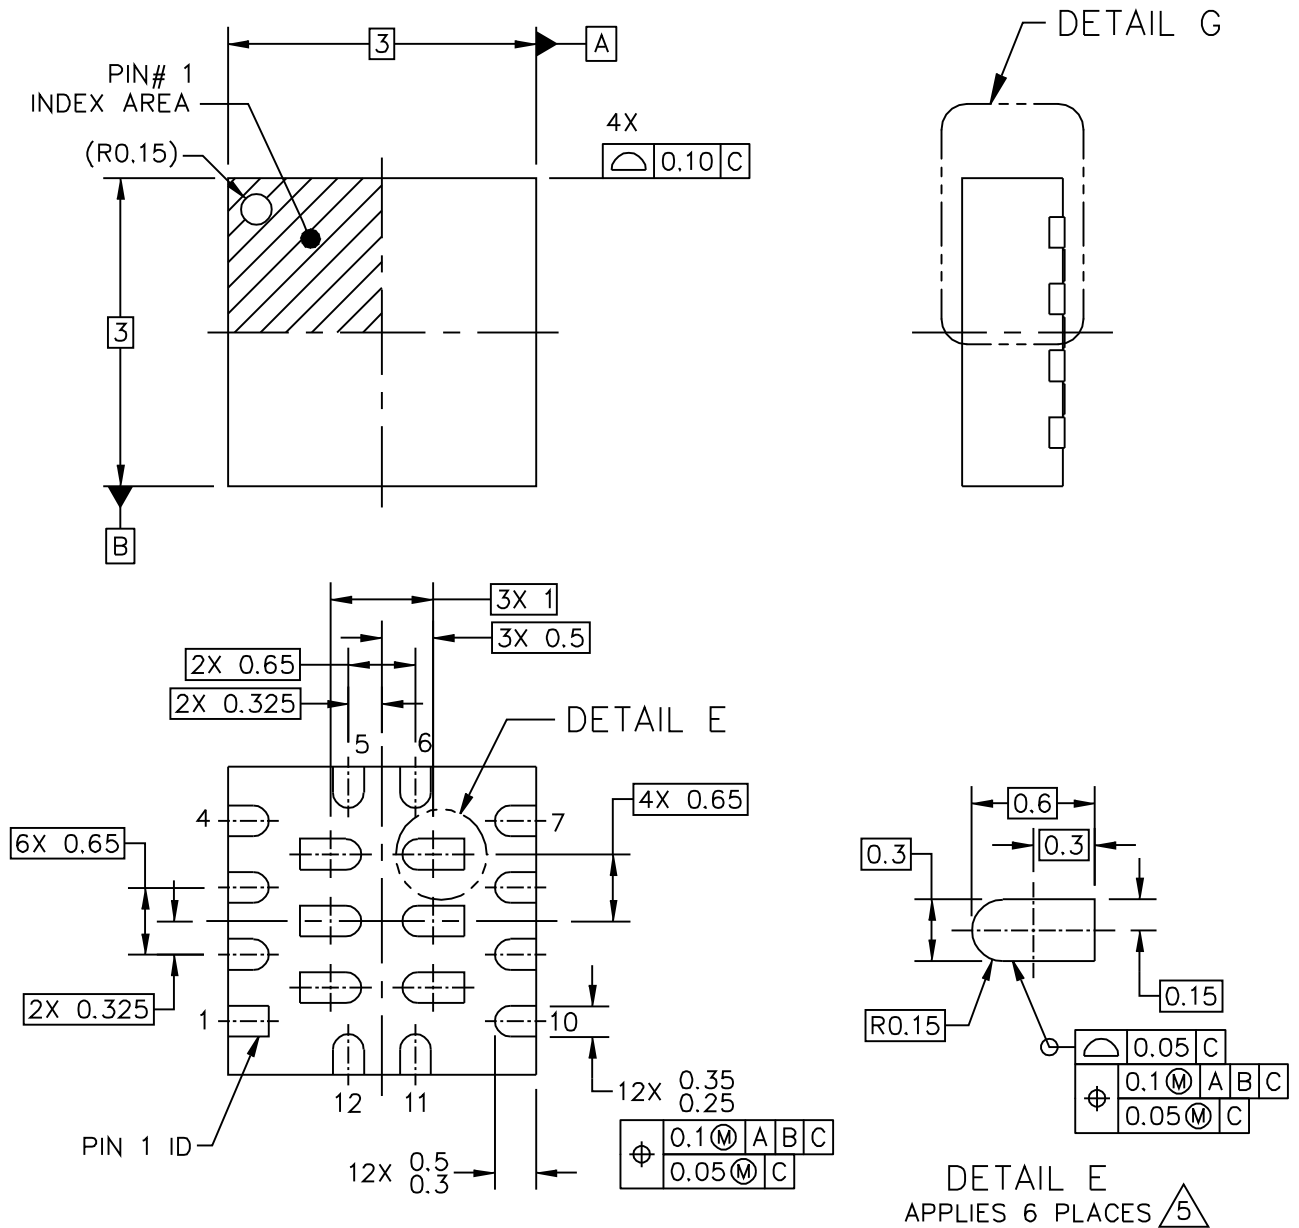 DETAIL G
3
A
PIN# 1
INDEX AREA
(R0.15)
4X
0.10 C
3
B
3X 1
3X 0.5
2X 0.65
2X 0.325
DETAIL E
5
6
4X 0.65
0.6
4
7
0.3
0.3
6X 0.65
2X 0.325
1
10
0.15
R0.15
12
11
12X 0.35
0.25
0.05 C
0.1 Ⓜ A B C
0.05 Ⓜ C
PIN 1 ID
0.1 Ⓜ A B C
0.05 Ⓜ C
12X 0.5
0.3
DETAIL E
APPLIES 6 PLACES 5